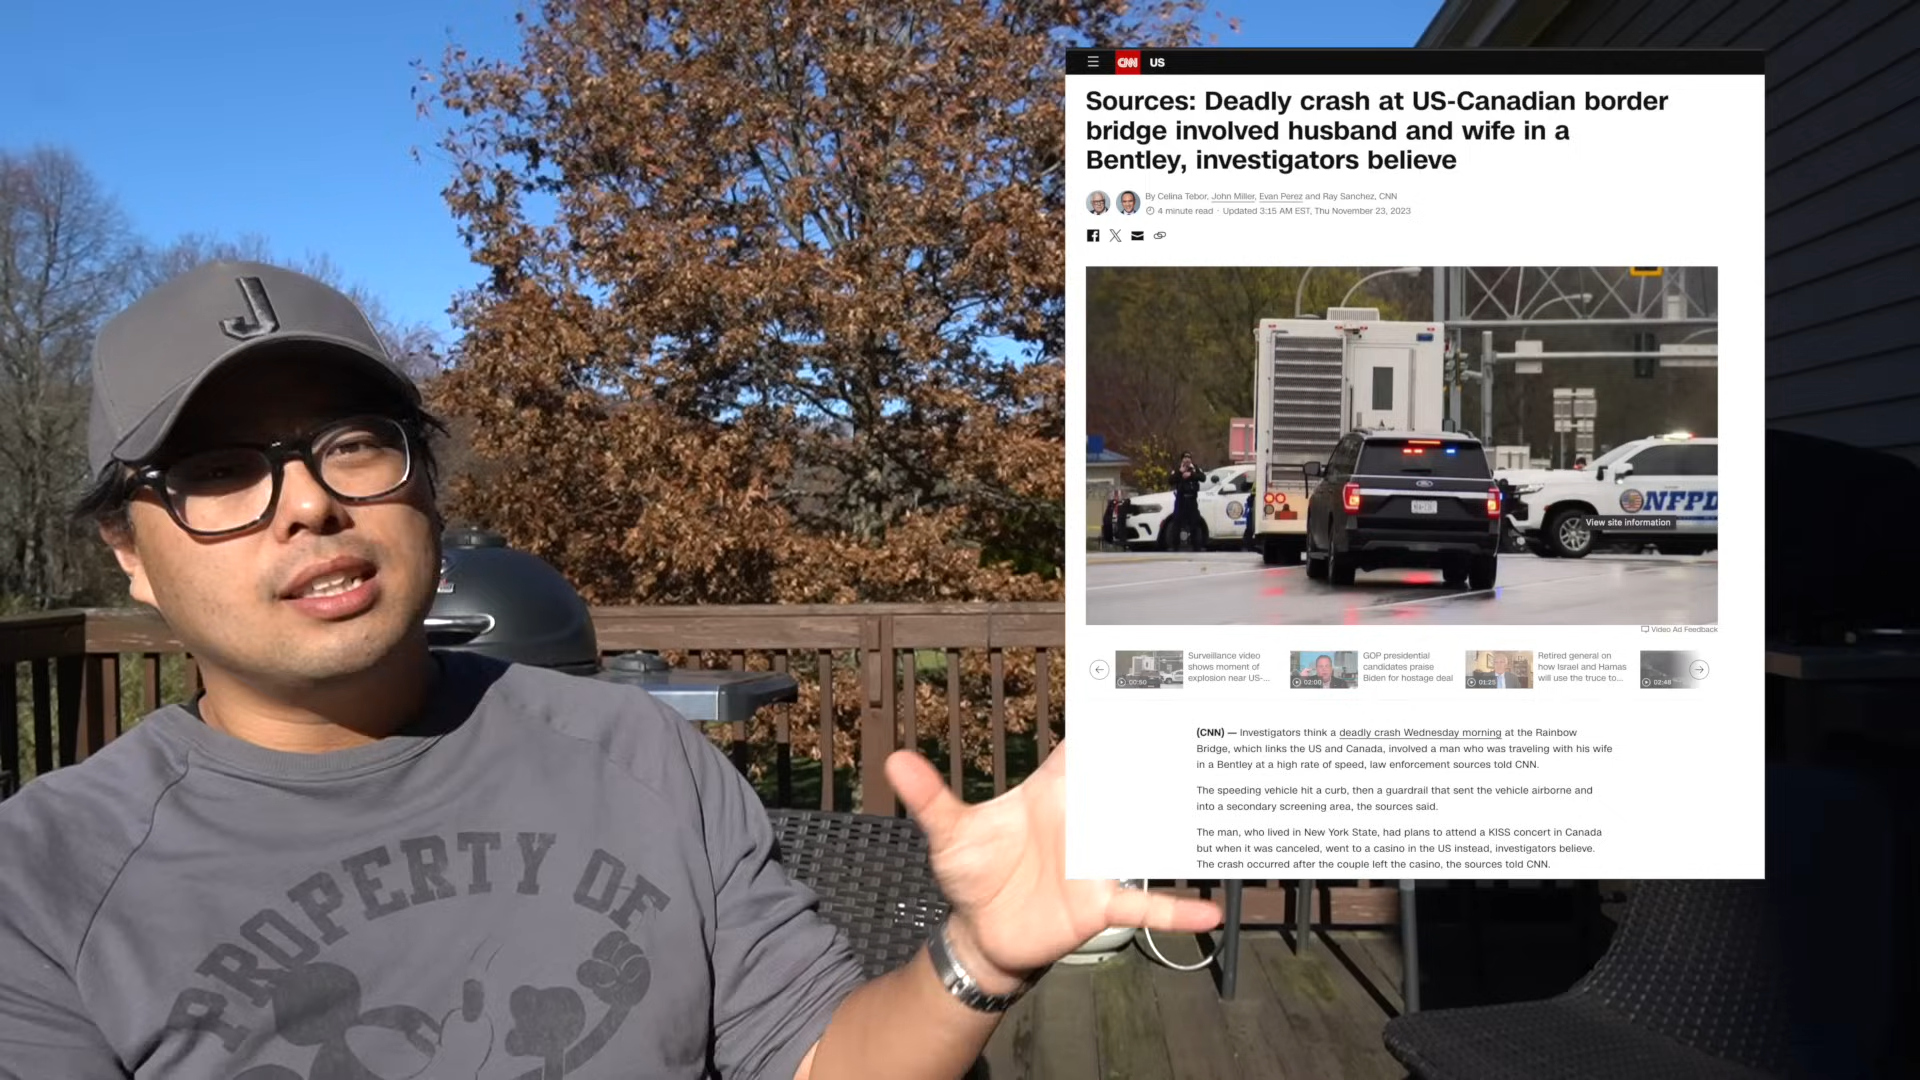 J
PROPERTY OF
CNN US
Sources: Deadly crash at US-Canadian border
bridge involved husband and wife in a
Bentley, investigators believe
By Celina Tebor, John Miller, Evan Perez and Ray Sanchez, CNN
4 minute read · Updated 3:15 AM EST, Thu November 23, 2023
NFPD
View site information
Video Ad Feedback
Surveillance video
shows moment of
explosion near US-...
00:50
GOP presidential
candidates praise
Biden for hostage deal
02:00
Retired general on
how Israel and Hamas
will use the truce to...
01:25
02:48
(CNN) — Investigators think a deadly crash Wednesday morning at the Rainbow
Bridge, which links the US and Canada, involved a man who was traveling with his wife
in a Bentley at a high rate of speed, law enforcement sources told CNN.
The speeding vehicle hit a curb, then a guardrail that sent the vehicle airborne and
into a secondary screening area, the sources said.
The man, who lived in New York State, had plans to attend a KISS concert in Canada
but when it was canceled, went to a casino in the US instead, investigators believe.
The crash occurred after the couple left the casino, the sources told CNN.